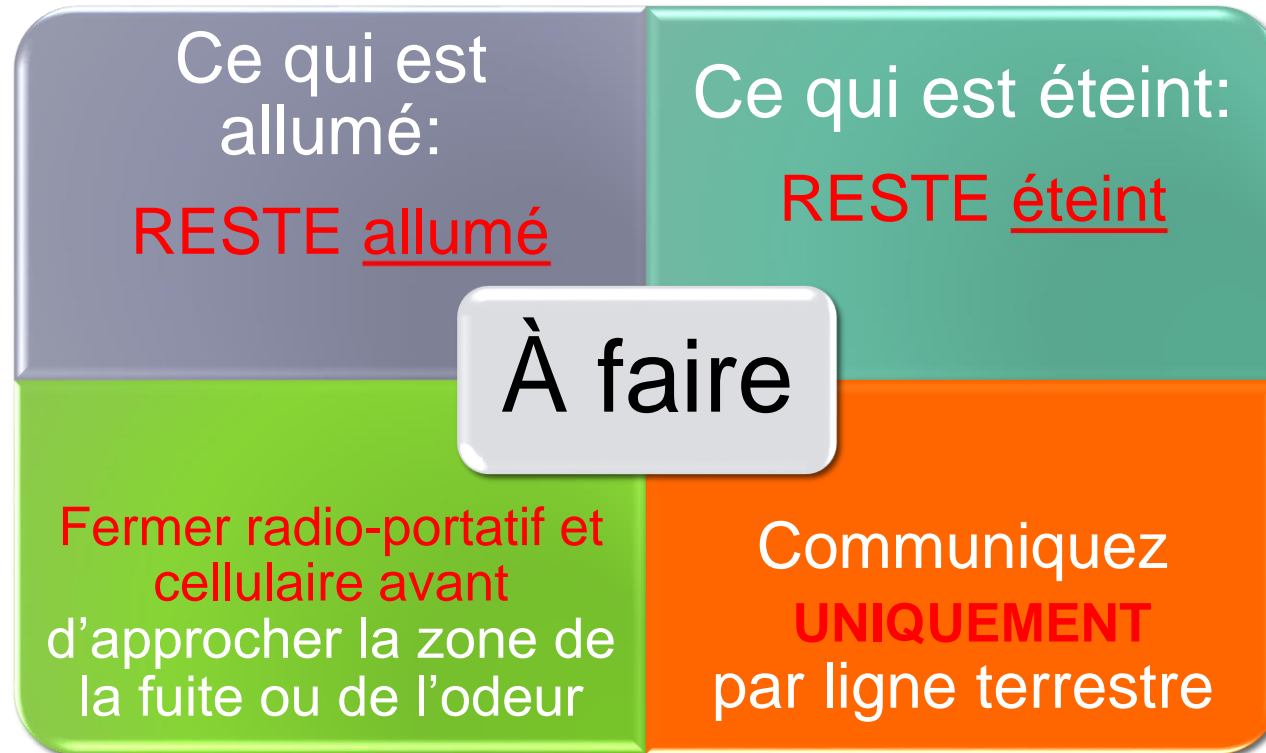 Ce qui est
allumé:
RESTE allumé
Ce qui est éteint:
RESTE éteint
À faire
Fermer radio-portatif et
cellulaire avant
d’approcher la zone de
la fuite ou de l’odeur
Communiquez
UNIQUEMENT
par ligne terrestre